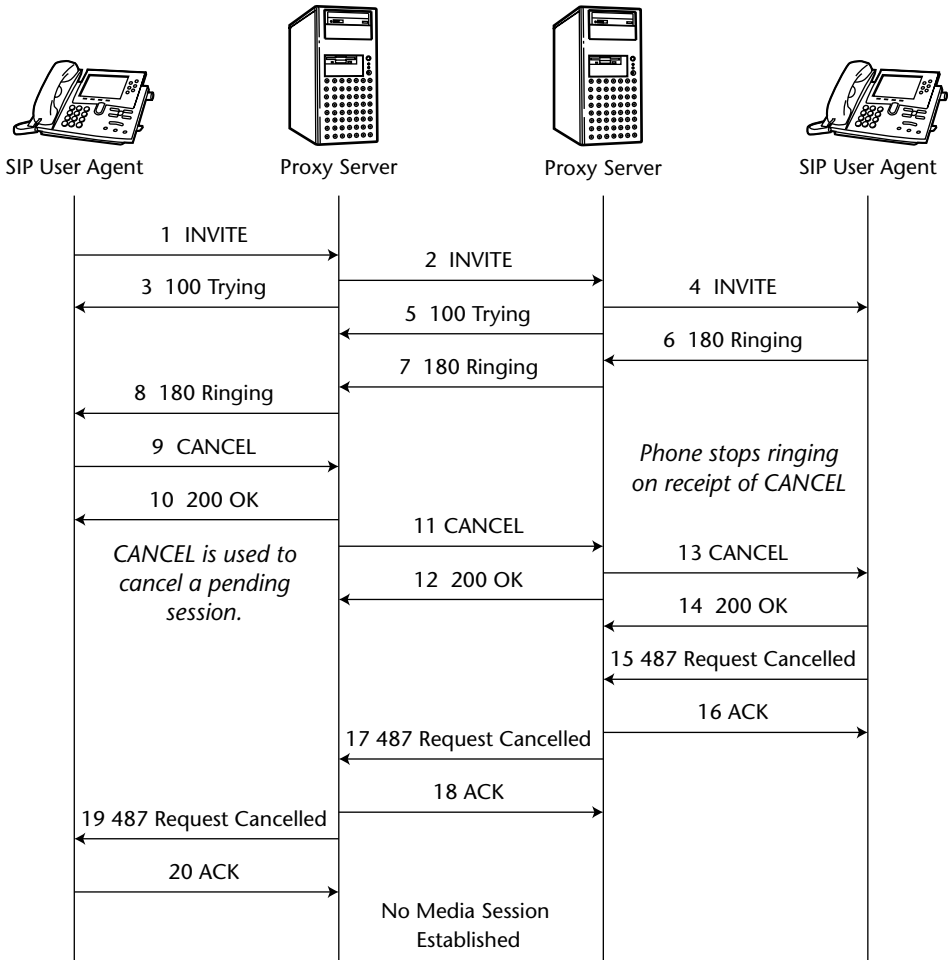 SIP User Agent
Proxy Server
Proxy Server
SIP User Agent
1 INVITE
2 INVITE
3 100 Trying
4 INVITE
5 100 Trying
6 180 Ringing
7 180 Ringing
8 180 Ringing
9 CANCEL
Phone stops ringing
on receipt of CANCEL
10 200 OK
11 CANCEL
CANCEL is used to
cancel a pending
session.
13 CANCEL
12 200 OK
14 200 OK
15 487 Request Cancelled
16 ACK
17 487 Request Cancelled
18 ACK
19 487 Request Cancelled
20 ACK
No Media Session
Established